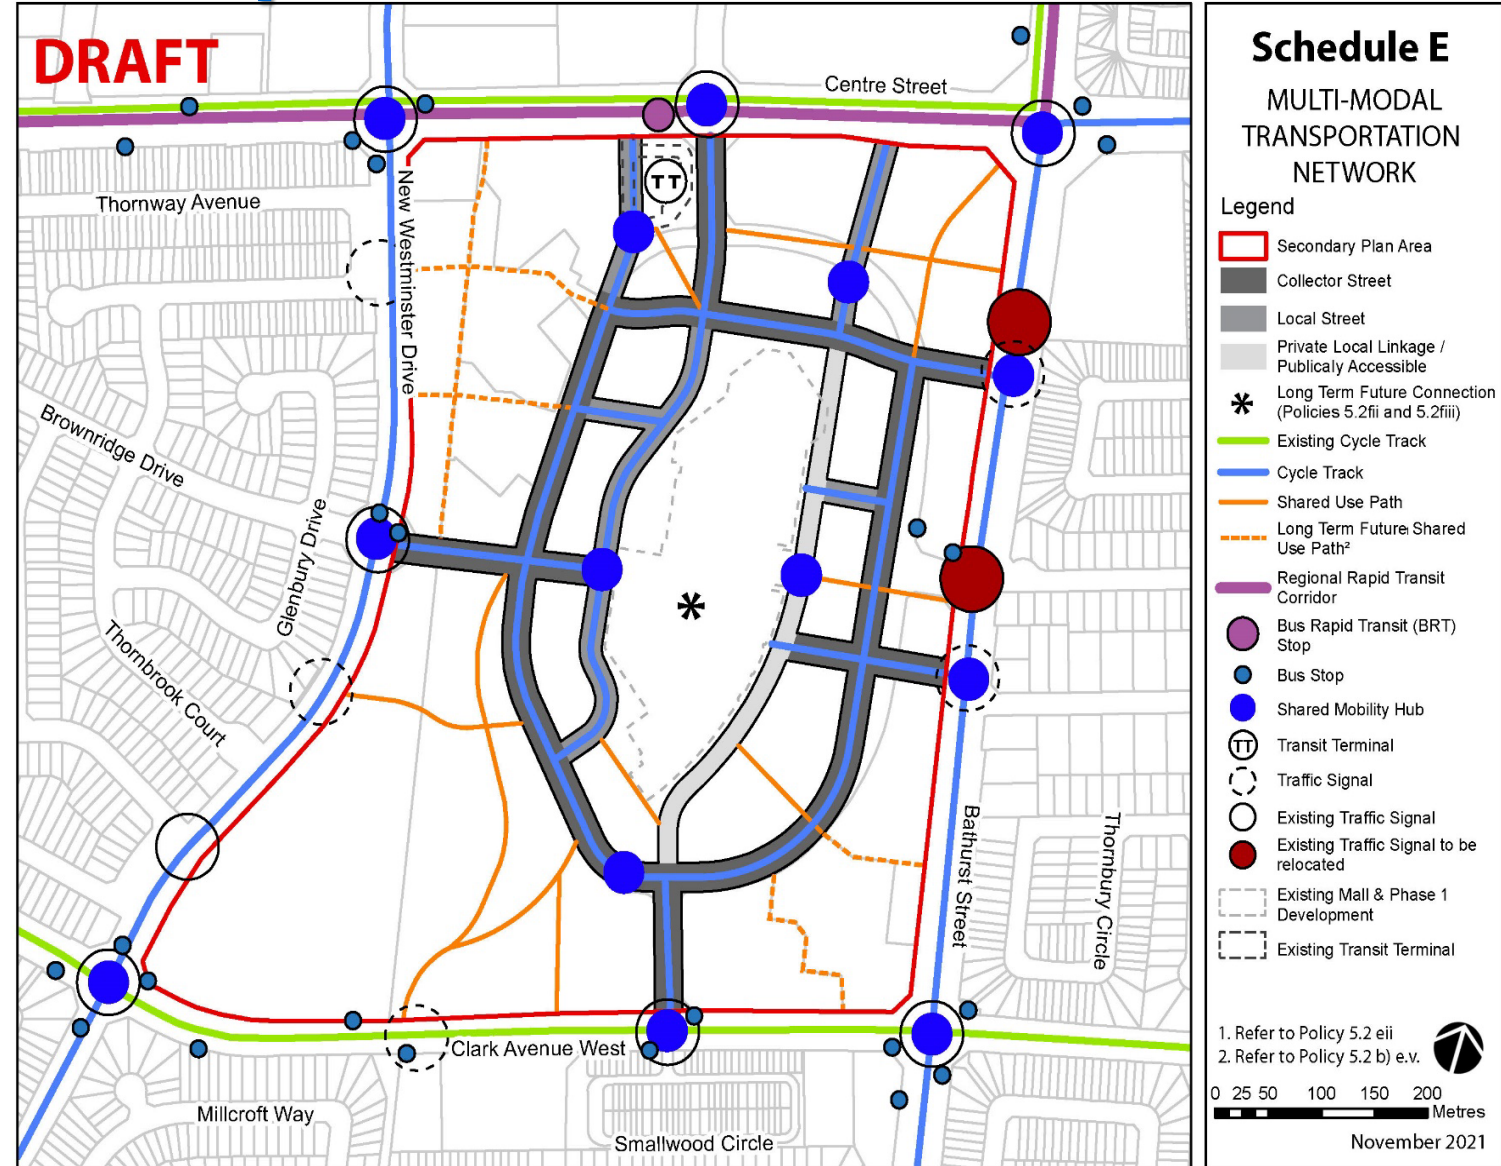 DRAFT
Centre Street
Thornway Avenue
New Westminster Drive
TT
Brownridge Drive
Glenbury Drive
Thornbrook Court
*
Bathurst Street
Thornbury Circle
Clark Avenue West
Millcroft Way
Smallwood Circle
Schedule E
MULTI-MODAL
TRANSPORTATION
NETWORK
Legend
Secondary Plan Area
Collector Street
Local Street
Private Local Linkage /
Publicaly Accessible
* Long Term Future Connection
(Policies 5.2fii and 5.2fiii)
Existing Cycle Track
Cycle Track
Shared Use Path
Long Term Future Shared
Use Path²
Regional Rapid Transit
Corridor
Bus Rapid Transit (BRT)
Stop
Bus Stop
Shared Mobility Hub
TT Transit Terminal
Traffic Signal
Existing Traffic Signal
Existing Traffic Signal to be
relocated
Existing Mall & Phase 1
Development
Existing Transit Terminal
1. Refer to Policy 5.2 eii
2. Refer to Policy 5.2 b) e.v.
0 25 50 100 150 200
Metres
November 2021